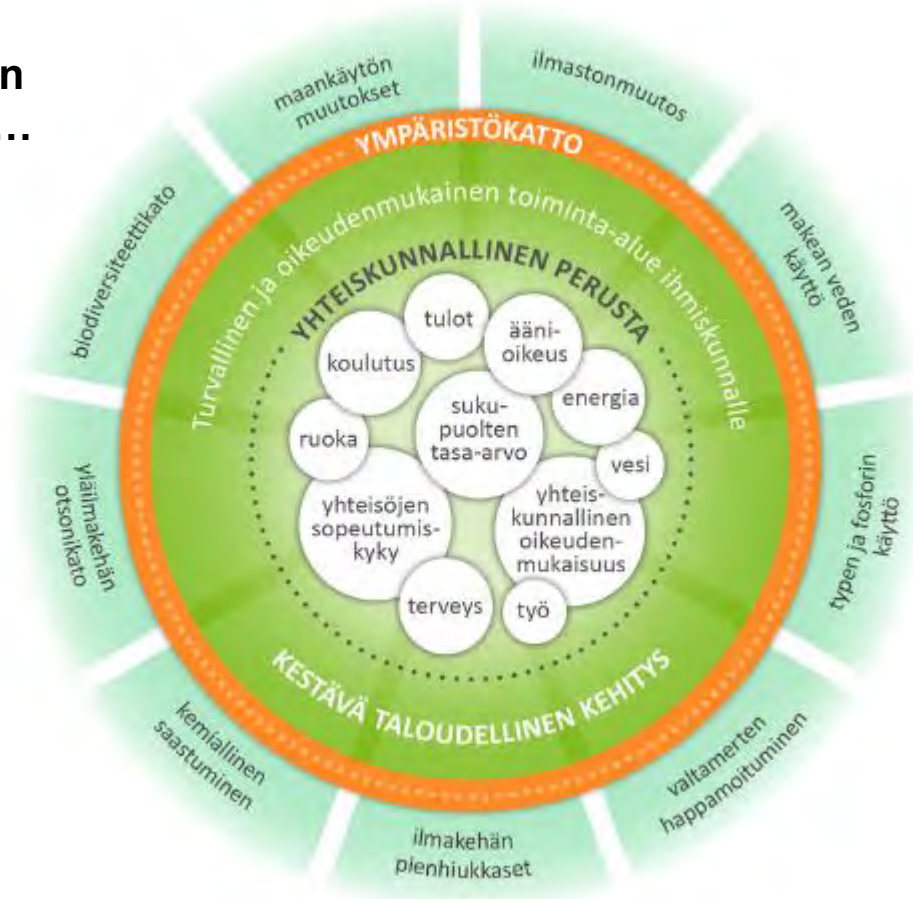 n
...
maankäytön
muutokset
ilmastonmuutos
makean veden
käyttö
typen ja fosforin
käyttö
valtamerten
happamoituminen
ilmakehän
pienhiukkaset
kemiallinen
saastuminen
yläilmakehän
otsonikato
biodiversiteettikato
YMPÄRISTÖKATTO
Turvallinen ja oikeudenmukainen toiminta-alue ihmiskunnalle
YHTEISKUNNALLINEN PERUSTA
tulot
ääni-
oikeus
koulutus
energia
suku-
puolten
tasa-arvo
ruoka
vesi
yhteisöjen
sopeutumis-
kyky
yhteis-
kunnallinen
oikeuden-
mukaisuus
terveys
työ
KESTÄVÄ TALOUDELLINEN KEHITYS